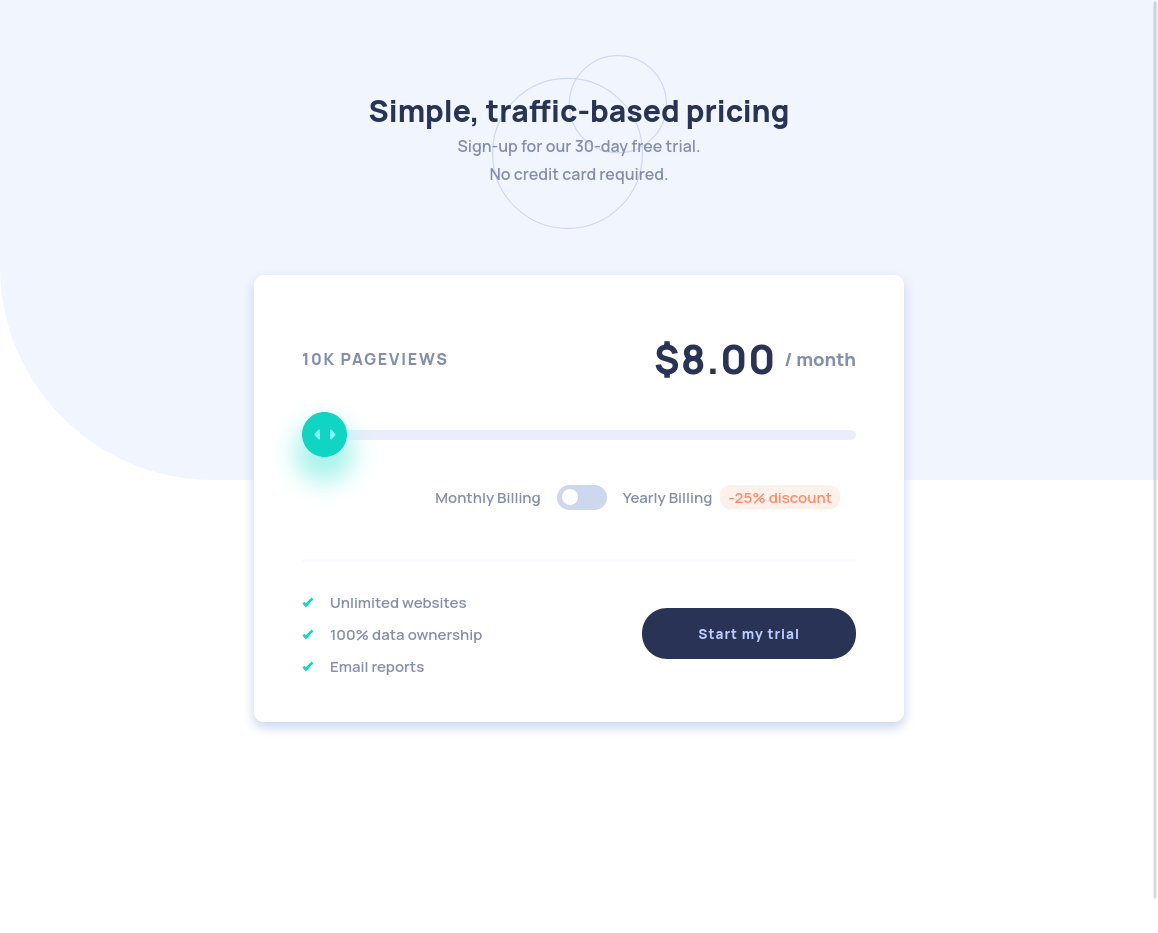 Simple, traffic-based pricing
Sign-up for our 30-day free trial.
No credit card required.
10K PAGEVIEWS
$8.00 / month
Monthly Billing
Yearly Billing -25% discount
Unlimited websites
100% data ownership
Email reports
Start my trial